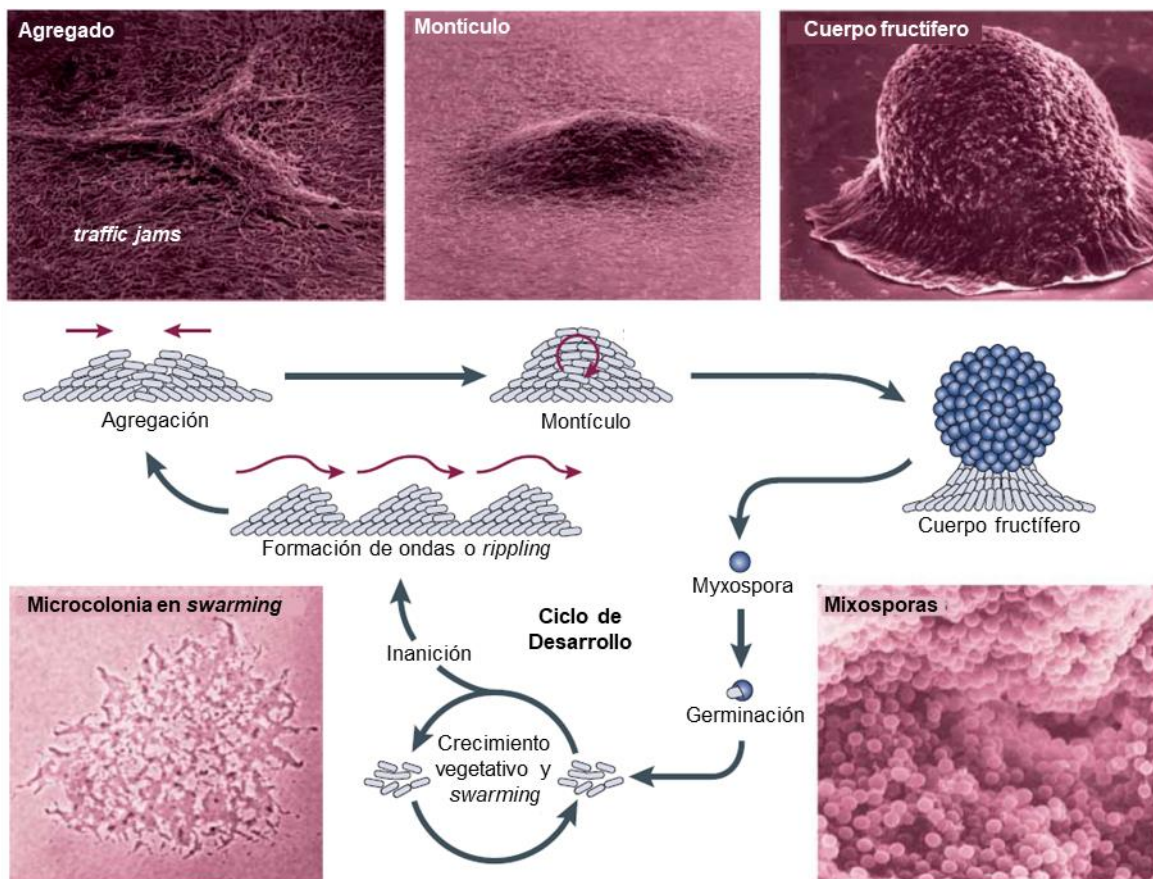 Agregado
Montículo
Cuerpo fructífero
traffic jams
Agregación
Montículo
Cuerpo fructífero
Formación de ondas o rippling
Myxospora
Microcolonia en swarming
Ciclo de
Desarrollo
Mixosporas
Inanición
Germinación
Crecimiento
vegetativo y
swarming